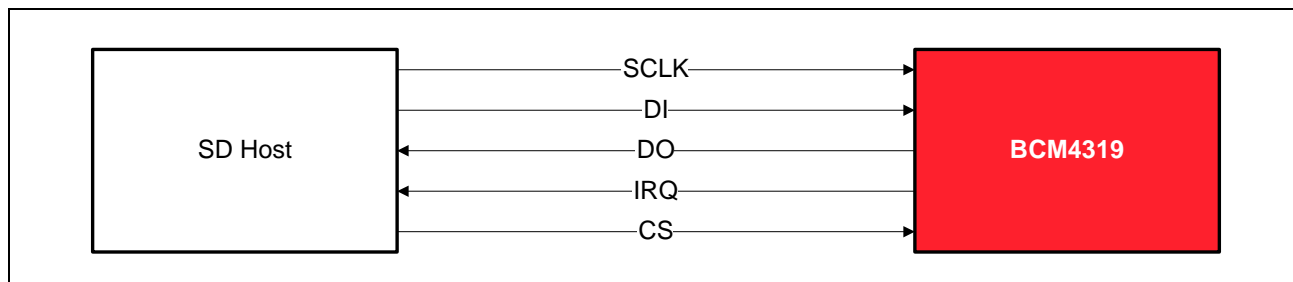 SCLK
DI
SD Host
DO
BCM4319
IRQ
CS